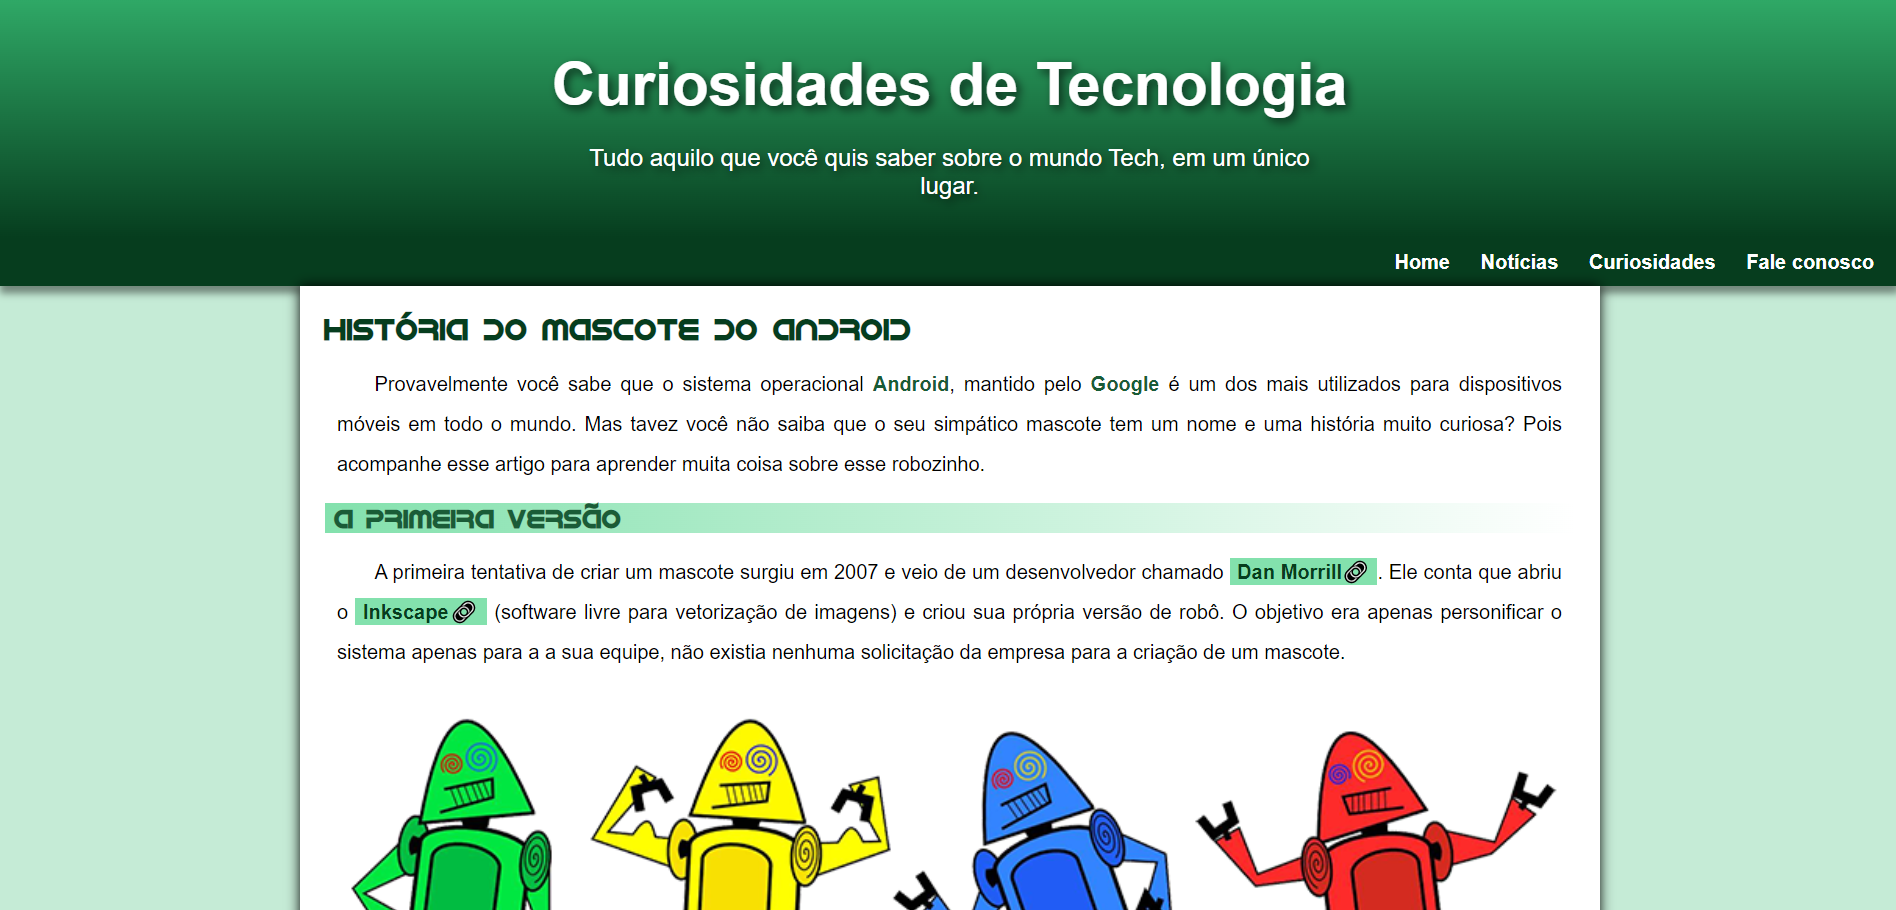 Curiosidades de Tecnologia
Tudo aquilo que você quis saber sobre o mundo Tech, em um único
lugar.
Home Notícias Curiosidades Fale conosco
História do Mascote do Android
Provavelmente você sabe que o sistema operacional Android, mantido pelo Google é um dos mais utilizados para dispositivos
móveis em todo o mundo. Mas tavez você não saiba que o seu simpático mascote tem um nome e uma história muito curiosa? Pois
acompanhe esse artigo para aprender muita coisa sobre esse robozinho.
A primeira versão
A primeira tentativa de criar um mascote surgiu em 2007 e veio de um desenvolvedor chamado Dan Morrill. Ele conta que abriu
o Inkscape (software livre para vetorização de imagens) e criou sua própria versão de robô. O objetivo era apenas personificar o
sistema apenas para a a sua equipe, não existia nenhuma solicitação da empresa para a criação de um mascote.